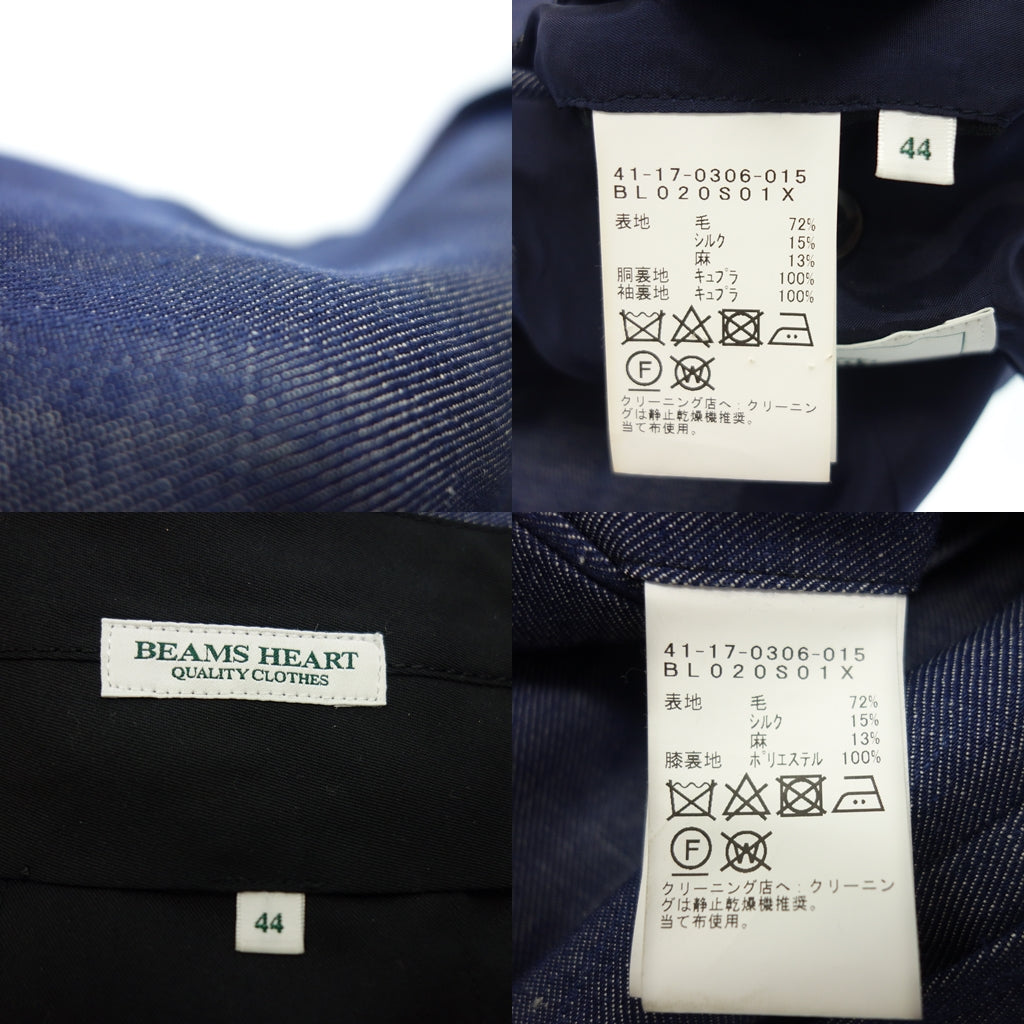 41-17-0306-015
BL020S01X
表地 毛 72%
シルク 15%
麻 13%
胴裏地 キュプラ 100%
袖裏地 キュプラ 100%
F W
クリーニング店へ：クリーニン
グは静止乾燥機推奨。
当て布使用。
44
BEAMS HEART
QUALITY CLOTHES
44
41-17-0306-015
BL020S01X
表地 毛 72%
シルク 15%
麻 13%
膝裏地 ポリエステル 100%
F W
クリーニング店へ：クリーニン
グは静止乾燥機推奨。
当て布使用。